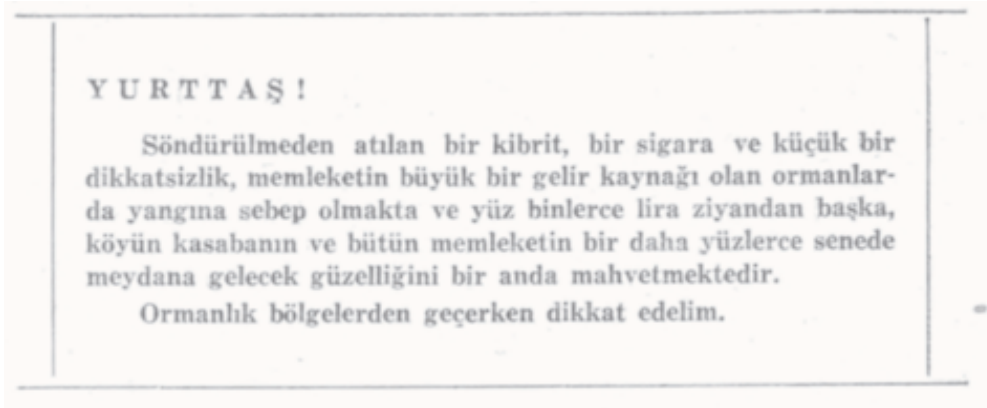 YURTTAŞ!
Söndürülmeden atılan bir kibrit, bir sigara ve küçük bir
dikkatsizlik, memleketin büyük bir gelir kaynağı olan ormanlar-
da yangına sebep olmakta ve yüz binlerce lira ziyandan başka,
köyün kasabanın ve bütün memleketin bir daha yüzlerce senede
meydana gelecek güzelliğini bir anda mahvetmektedir.
Ormanlık bölgelerden geçerken dikkat edelim.